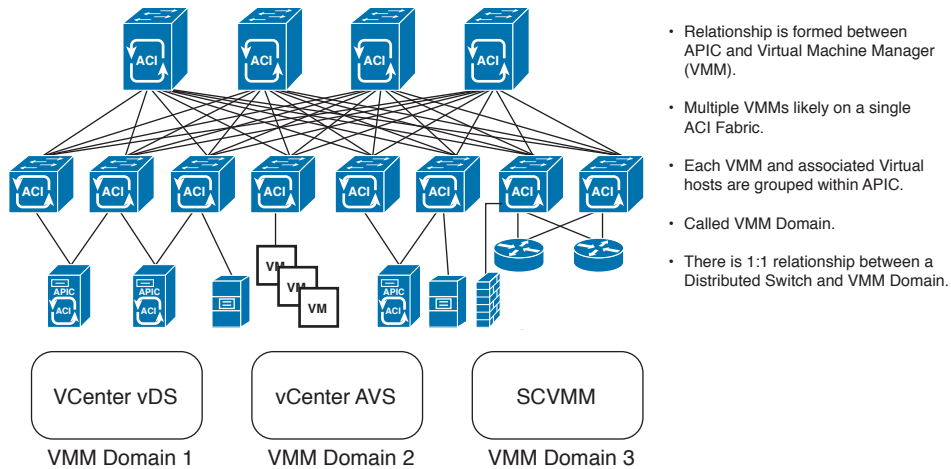 ACI ACI ACI ACI
ACI ACI ACI ACI ACI ACI ACI ACI
APIC ACI
APIC ACI
VM
VM
VM
APIC ACI
VCenter vDS
vCenter AVS
SCVMM
VMM Domain 1
VMM Domain 2
VMM Domain 3
• Relationship is formed between
APIC and Virtual Machine Manager
(VMM).
• Multiple VMMs likely on a single
ACI Fabric.
• Each VMM and associated Virtual
hosts are grouped within APIC.
• Called VMM Domain.
• There is 1:1 relationship between a
Distributed Switch and VMM Domain.